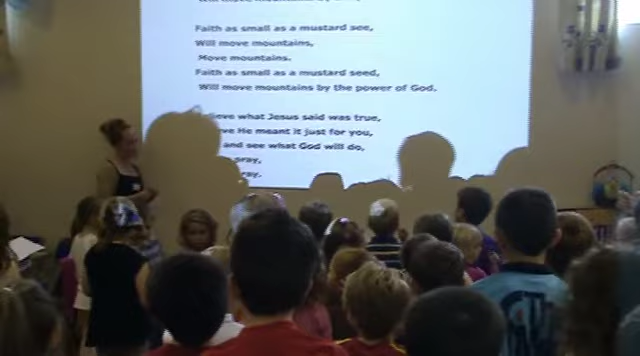 Faith as small as a mustard see,
Will move mountains,
Move mountains.
Faith as small as a mustard seed,
Will move mountains by the power of God.
what Jesus said was true,
He meant it just for you,
and see what God will do,
pray,